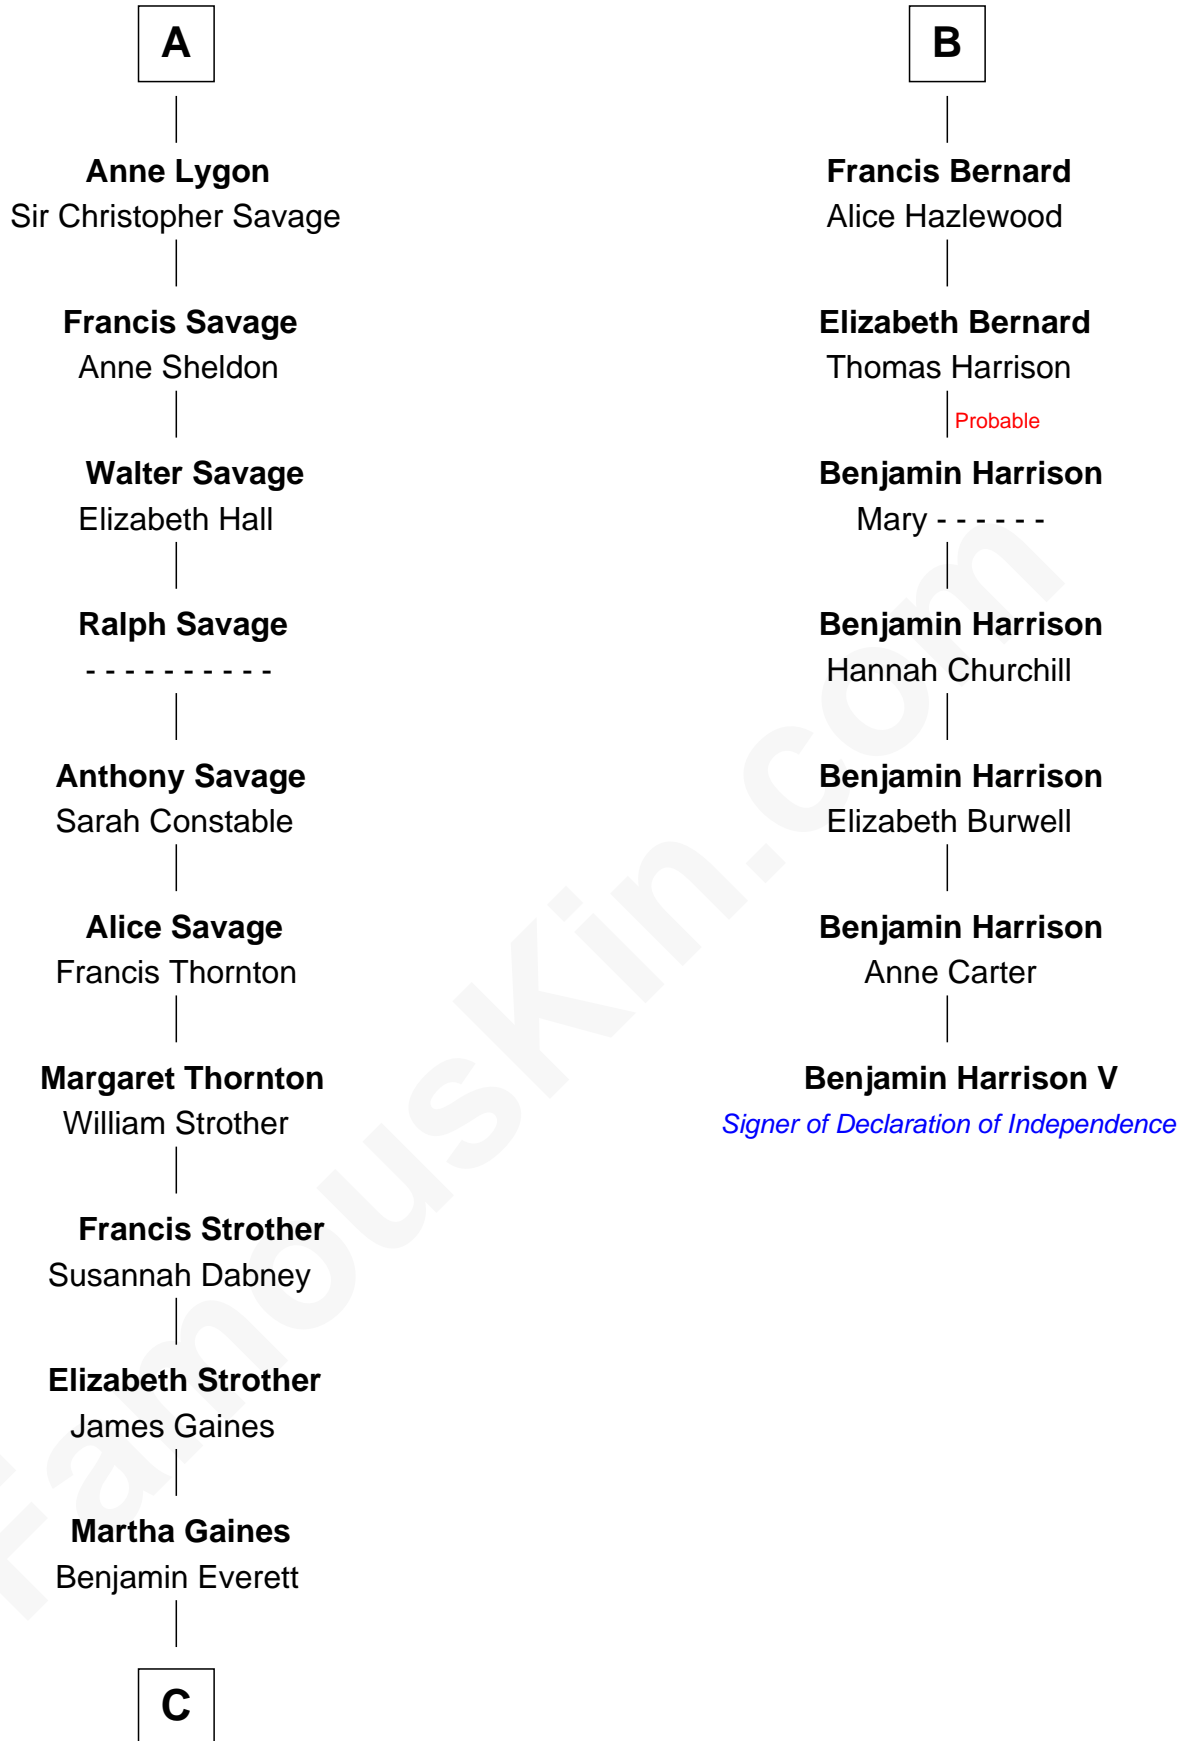 A
Anne Lygon
Sir Christopher Savage
Francis Savage
Anne Sheldon
Walter Savage
Elizabeth Hall
Ralph Savage
- - - - - - - - - -
Anthony Savage
Sarah Constable
Alice Savage
Francis Thornton
Margaret Thornton
William Strother
Francis Strother
Susannah Dabney
Elizabeth Strother
James Gaines
Martha Gaines
Benjamin Everett
C
B
Francis Bernard
Alice Hazlewood
Elizabeth Bernard
Thomas Harrison
Probable
Benjamin Harrison
Mary - - - - - -
Benjamin Harrison
Hannah Churchill
Benjamin Harrison
Elizabeth Burwell
Benjamin Harrison
Anne Carter
Benjamin Harrison V
Signer of Declaration of Independence
FamousKin.com